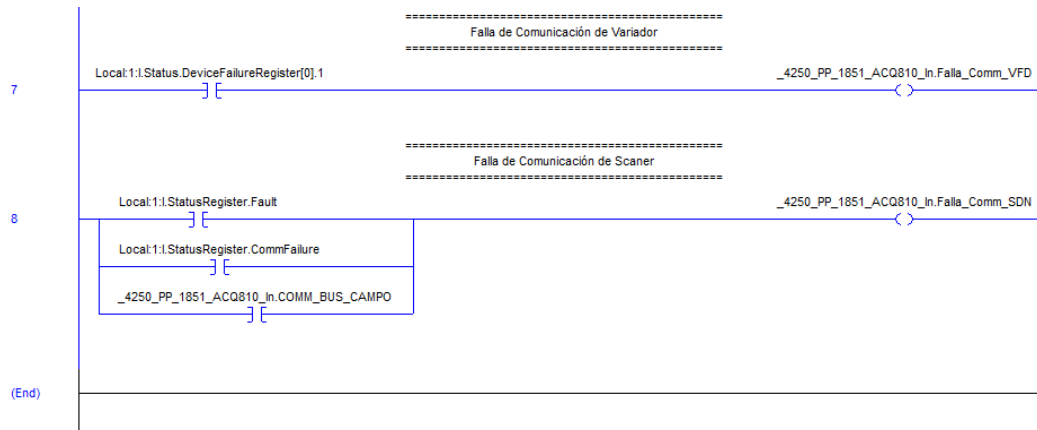 ==============================================
Falla de Comunicación de Variador
==============================================
Local:1:I.Status.DeviceFailureRegister[0].1
_4250_PP_1851_ACQ810_In.Falla_Comm_VFD
7
==============================================
Falla de Comunicación de Scaner
==============================================
Local:1:I.StatusRegister.Fault
_4250_PP_1851_ACQ810_In.Falla_Comm_SDN
8
Local:1:I.StatusRegister.CommFailure
_4250_PP_1851_ACQ810_In.COMM_BUS_CAMPO
(End)